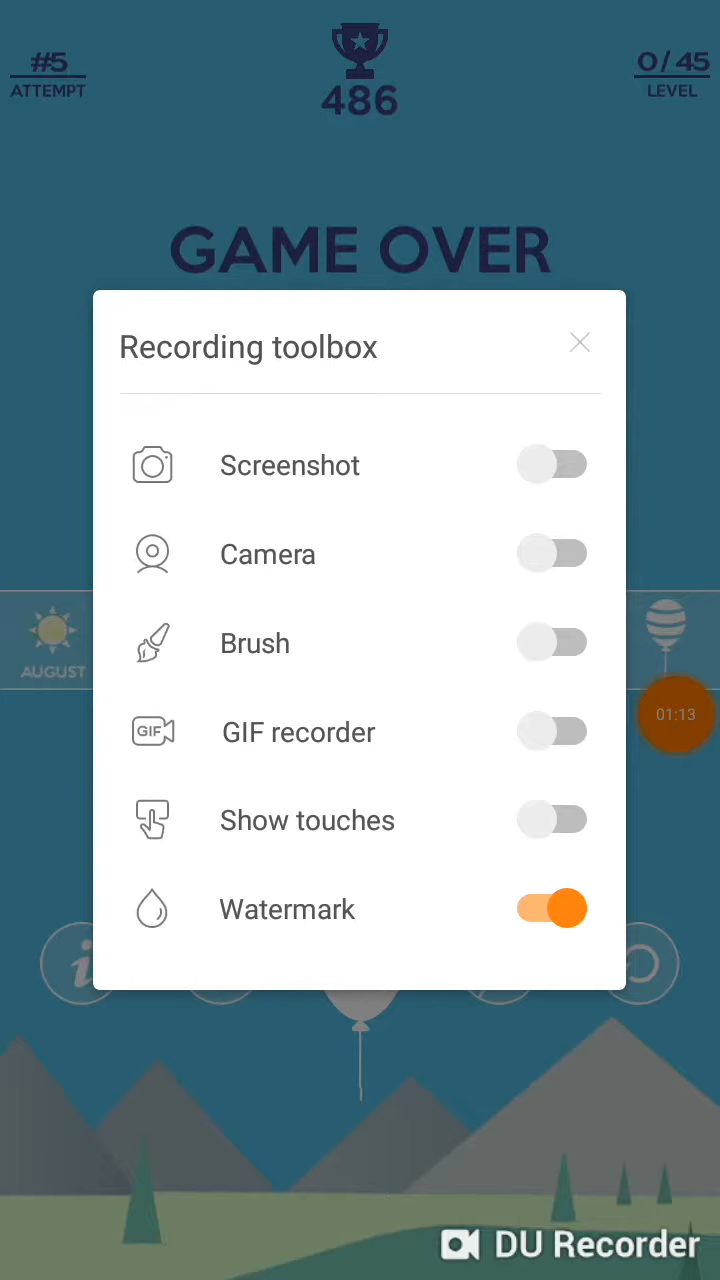 #5
ATTEMPT
486
0/45
LEVEL
GAME OVER
Recording toolbox
Screenshot
Camera
Brush
GIF
GIF recorder
Show touches
Watermark
AUGUST
01:13
i
DU Recorder